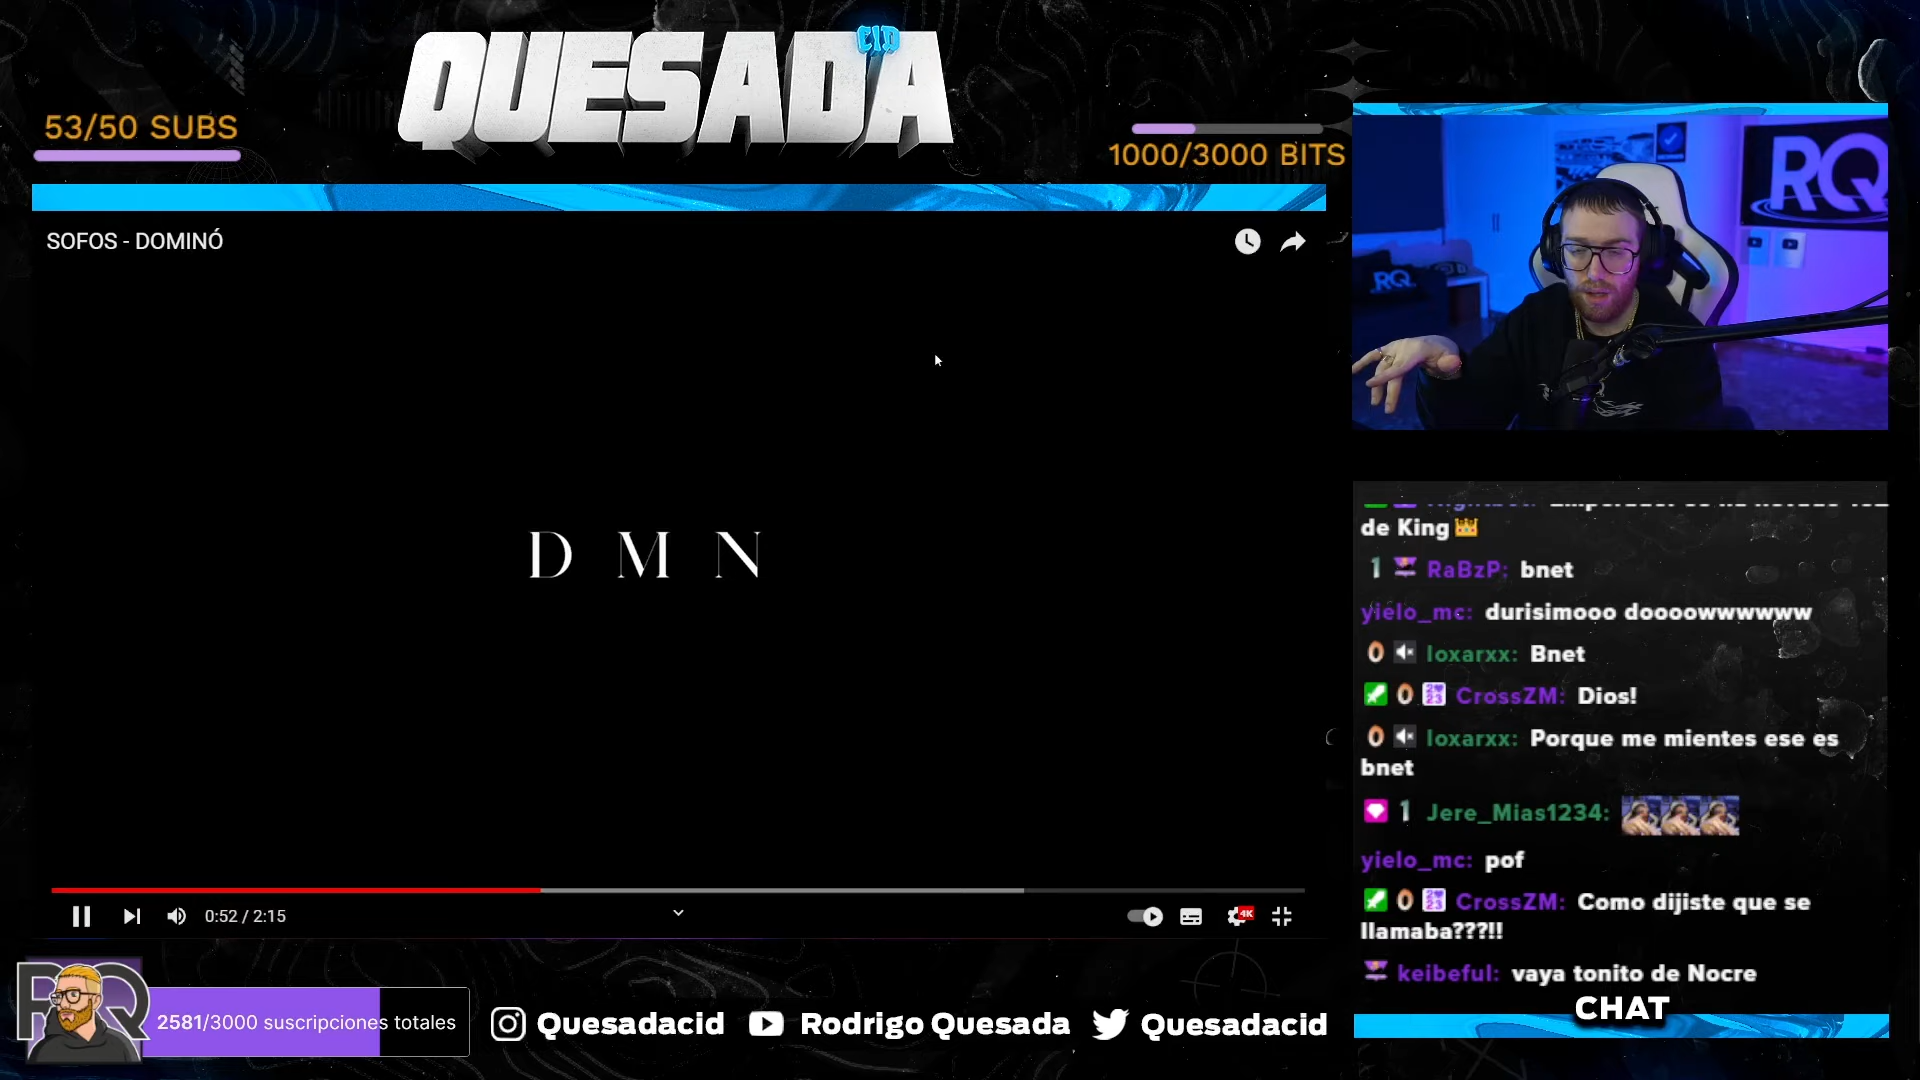 QUESADA
CID
53/50 SUBS
1000/3000 BITS
SOFOS - DOMINÓ
RQ
RQ
D M N
de King
1 RaBzP: bnet
yielo_mc: durisimooo doooowwwwww
0 loxarxx: Bnet
0 CrossZM: Dios!
0 loxarxx: Porque me mientes ese es
bnet
1 Jere_Mias1234:
yielo_mc: pof
0 CrossZM: Como dijiste que se
llamaba???!!
keibeful: vaya tonito de Nocre
CHAT
0:52 / 2:15
4K
RQ
2581/3000 suscripciones totales
Quesadacid
Rodrigo Quesada
Quesadacid